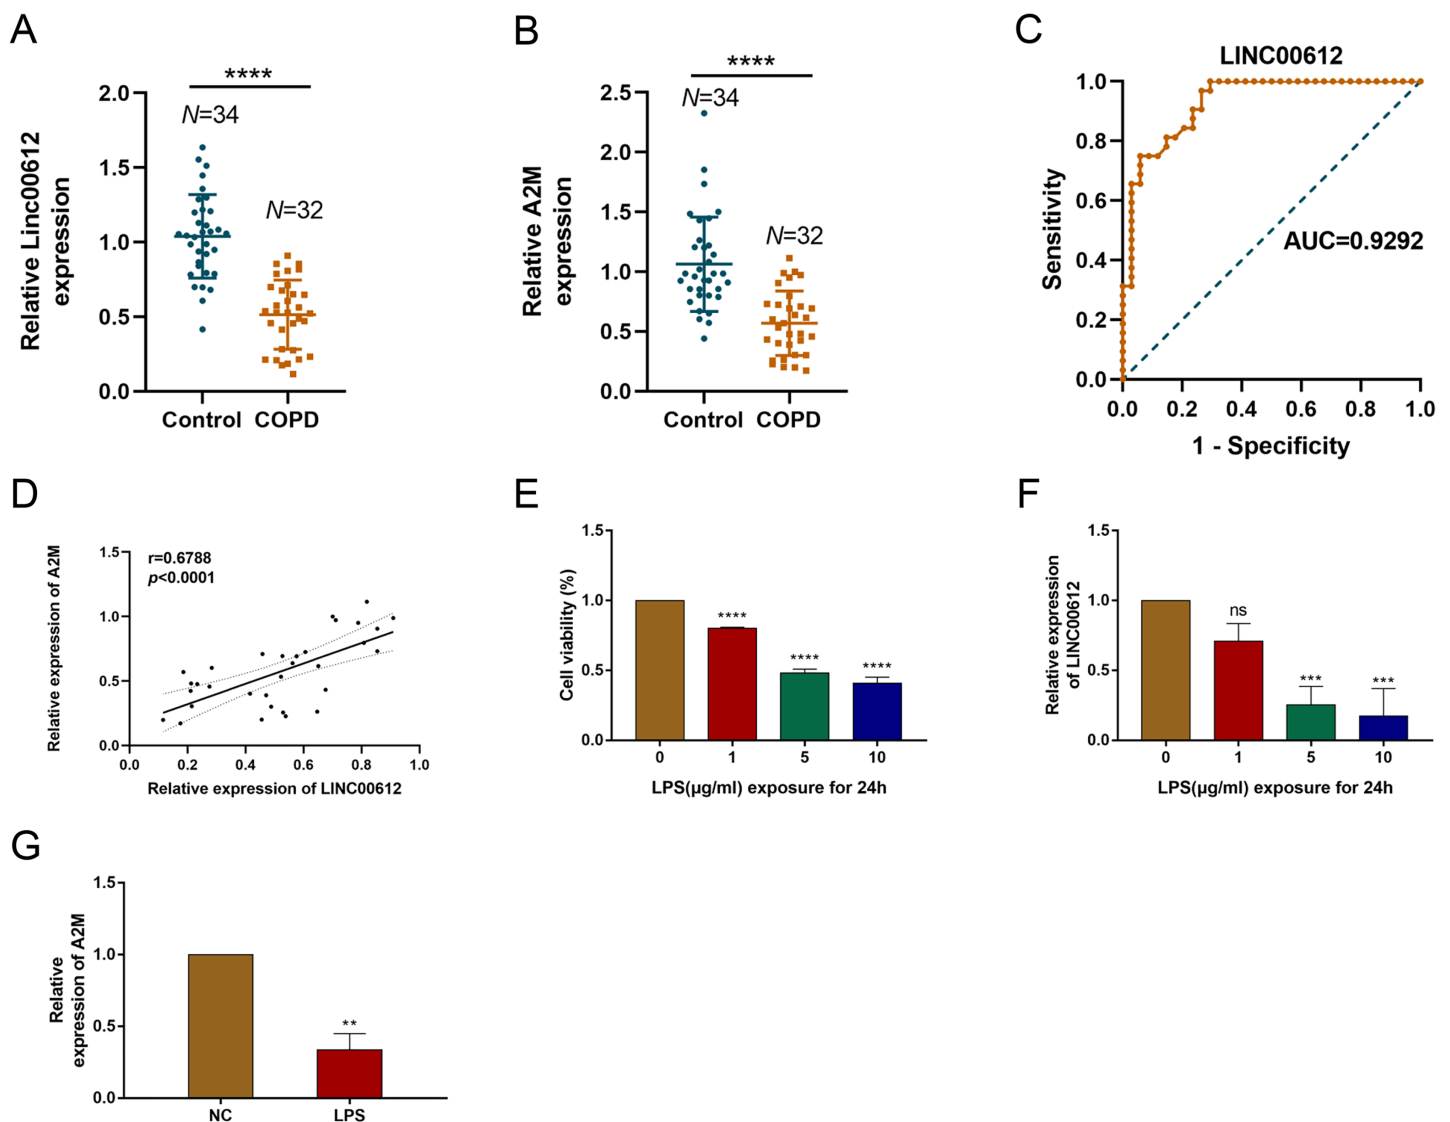 A
Relative Linc00612
expression
2.0
1.5
1.0
0.5
0.0
****
N=34
N=32
Control
COPD
B
Relative A2M
expression
2.5
2.0
1.5
1.0
0.5
0.0
****
N=34
N=32
Control
COPD
C
LINC00612
Sensitivity
1.0
0.8
0.6
0.4
0.2
0.0
AUC=0.9292
0.0 0.2 0.4 0.6 0.8 1.0
1 - Specificity
D
Relative expression of A2M
1.5
1.0
0.5
0.0
r=0.6788
p<0.0001
0.0 0.2 0.4 0.6 0.8 1.0
Relative expression of LINC00612
E
Cell viability (%)
1.5
1.0
0.5
0.0
****
****
****
0 1 5 10
LPS(μg/ml) exposure for 24h
F
Relative expression
of LINC00612
1.5
1.0
0.5
0.0
ns
***
***
0 1 5 10
LPS(μg/ml) exposure for 24h
G
Relative
expression of A2M
1.5
1.0
0.5
0.0
**
NC
LPS